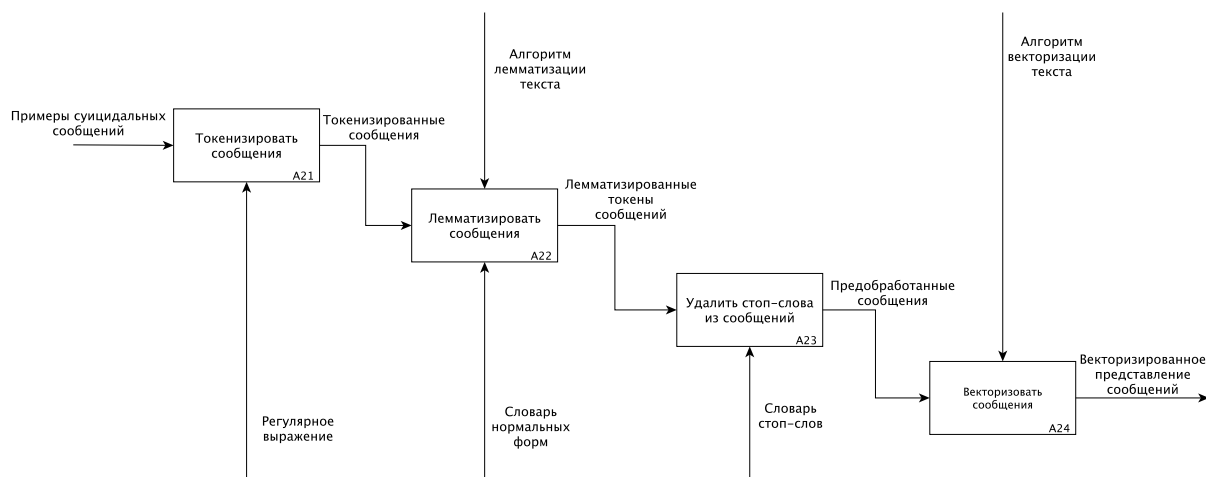 Алгоритм
лемматизации
текста
Алгоритм
векторизации
текста
Примеры суицидальных
сообщений
Токенизировать
сообщения
A21
Токенизированные
сообщения
Лемматизировать
сообщения
A22
Лемматизированные
токены
сообщений
Удалить стоп-слова
из сообщений
A23
Предобработанные
сообщения
Векторизовать
сообщения
A24
Векторизированное
представление
сообщений
Регулярное
выражение
Словарь
нормальных
форм
Словарь
стоп-слов